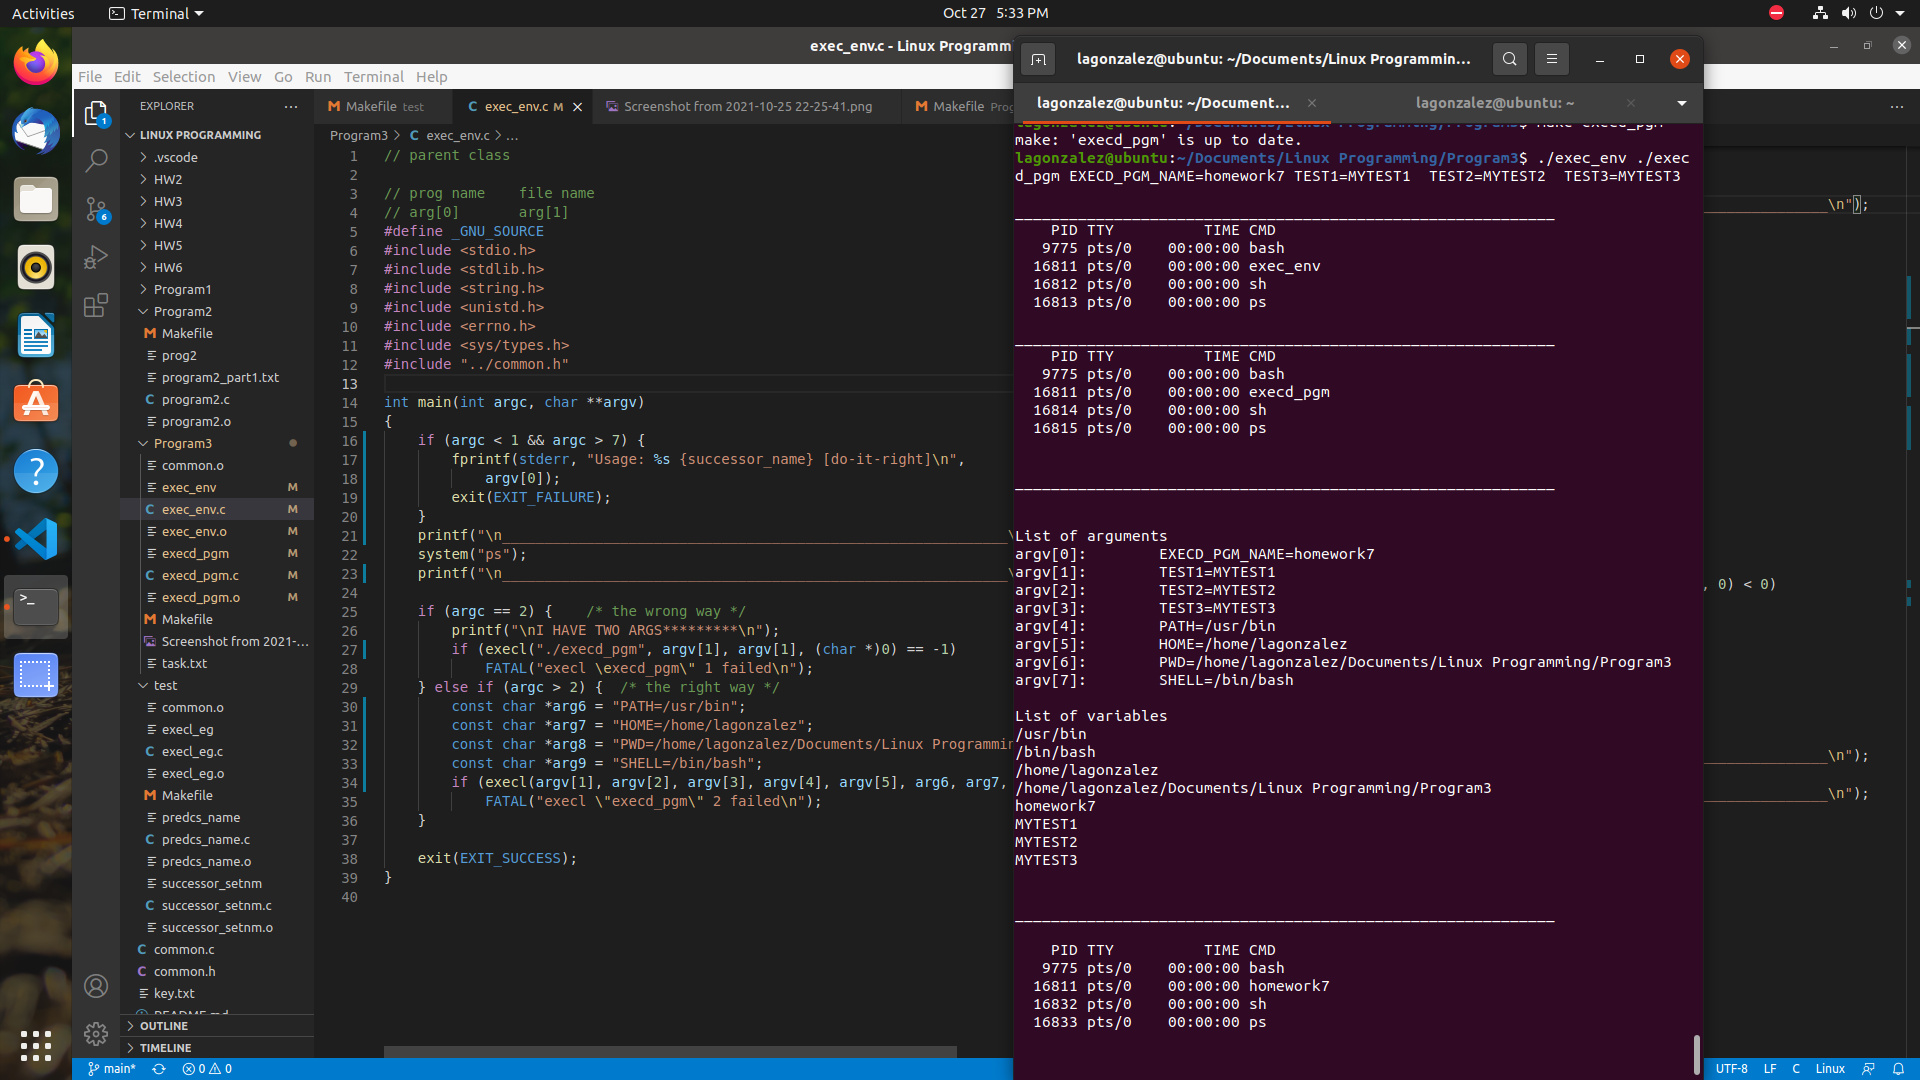 Activities
Terminal
Oct 27 5:33 PM
exec_env.c - Linux Programm
File Edit Selection View Go Run Terminal Help
EXPLORER
1
6
LINUX PROGRAMMING
.vscode
HW2
HW3
HW4
HW5
HW6
Program1
Program2
M Makefile
prog2
program2_part1.txt
C program2.c
program2.o
Program3
common.o
exec_env M
C exec_env.c M
exec_env.o M
execd_pgm M
C execd_pgm.c M
execd_pgm.o M
M Makefile
Screenshot from 2021-...
task.txt
test
common.o
execl_eg
C execl_eg.c
execl_eg.o
M Makefile
predcs_name
C predcs_name.c
predcs_name.o
successor_setnm
C successor_setnm.c
successor_setnm.o
C common.c
C common.h
key.txt
OUTLINE
TIMELINE
M Makefile test
C exec_env.c M
Screenshot from 2021-10-25 22-25-41.png
M Makefile Prog
Program3 > C exec_env.c > ...
1 // parent class
2
3 // prog name    file name
4 // arg[0]       arg[1]
5 #define _GNU_SOURCE
6 #include <stdio.h>
7 #include <stdlib.h>
8 #include <string.h>
9 #include <unistd.h>
10 #include <errno.h>
11 #include <sys/types.h>
12 #include "../common.h"
13
14 int main(int argc, char **argv)
15 {
16 if (argc < 1 && argc > 7) {
17 fprintf(stderr, "Usage: %s {successor_name} [do-it-right]\n",
18 argv[0]);
19 exit(EXIT_FAILURE);
20 }
21 printf("\n____________________________________________________________\
22 system("ps");
23 printf("\n____________________________________________________________\
24
25 if (argc == 2) {    /* the wrong way */
26 printf("\nI HAVE TWO ARGS*********\n");
27 if (execl("./execd_pgm", argv[1], argv[1], (char *)0) == -1)
28 FATAL("execl \execd_pgm\" 1 failed\n");
29 } else if (argc > 2) {  /* the right way */
30 const char *arg6 = "PATH=/usr/bin";
31 const char *arg7 = "HOME=/home/lagonzalez";
32 const char *arg8 = "PWD=/home/lagonzalez/Documents/Linux Programmin
33 const char *arg9 = "SHELL=/bin/bash";
34 if (execl(argv[1], argv[2], argv[3], argv[4], argv[5], arg6, arg7,
35 FATAL("execl \"execd_pgm\" 2 failed\n");
36 }
37
38 exit(EXIT_SUCCESS);
39 }
40
lagonzalez@ubuntu: ~/Documents/Linux Programmin...
lagonzalez@ubuntu: ~/Document...
lagonzalez@ubuntu: ~
lagonzalez@ubuntu:~/Documents/Linux Programming/Program3$ make execd_pgm
make: 'execd_pgm' is up to date.
lagonzalez@ubuntu:~/Documents/Linux Programming/Program3$ ./exec_env ./exec
d_pgm EXECD_PGM_NAME=homework7 TEST1=MYTEST1  TEST2=MYTEST2  TEST3=MYTEST3
____________________________________________________________
PID TTY          TIME CMD
9775 pts/0    00:00:00 bash
16811 pts/0    00:00:00 exec_env
16812 pts/0    00:00:00 sh
16813 pts/0    00:00:00 ps
____________________________________________________________
PID TTY          TIME CMD
9775 pts/0    00:00:00 bash
16811 pts/0    00:00:00 execd_pgm
16814 pts/0    00:00:00 sh
16815 pts/0    00:00:00 ps
____________________________________________________________
List of arguments
argv[0]:        EXECD_PGM_NAME=homework7
argv[1]:        TEST1=MYTEST1
argv[2]:        TEST2=MYTEST2
argv[3]:        TEST3=MYTEST3
argv[4]:        PATH=/usr/bin
argv[5]:        HOME=/home/lagonzalez
argv[6]:        PWD=/home/lagonzalez/Documents/Linux Programming/Program3
argv[7]:        SHELL=/bin/bash
List of variables
/usr/bin
/bin/bash
/home/lagonzalez
/home/lagonzalez/Documents/Linux Programming/Program3
homework7
MYTEST1
MYTEST2
MYTEST3
____________________________________________________________
PID TTY          TIME CMD
9775 pts/0    00:00:00 bash
16811 pts/0    00:00:00 homework7
16832 pts/0    00:00:00 sh
16833 pts/0    00:00:00 ps
\n");
, 0) < 0)
\n");
\n");
main*
0 0
UTF-8 LF C Linux